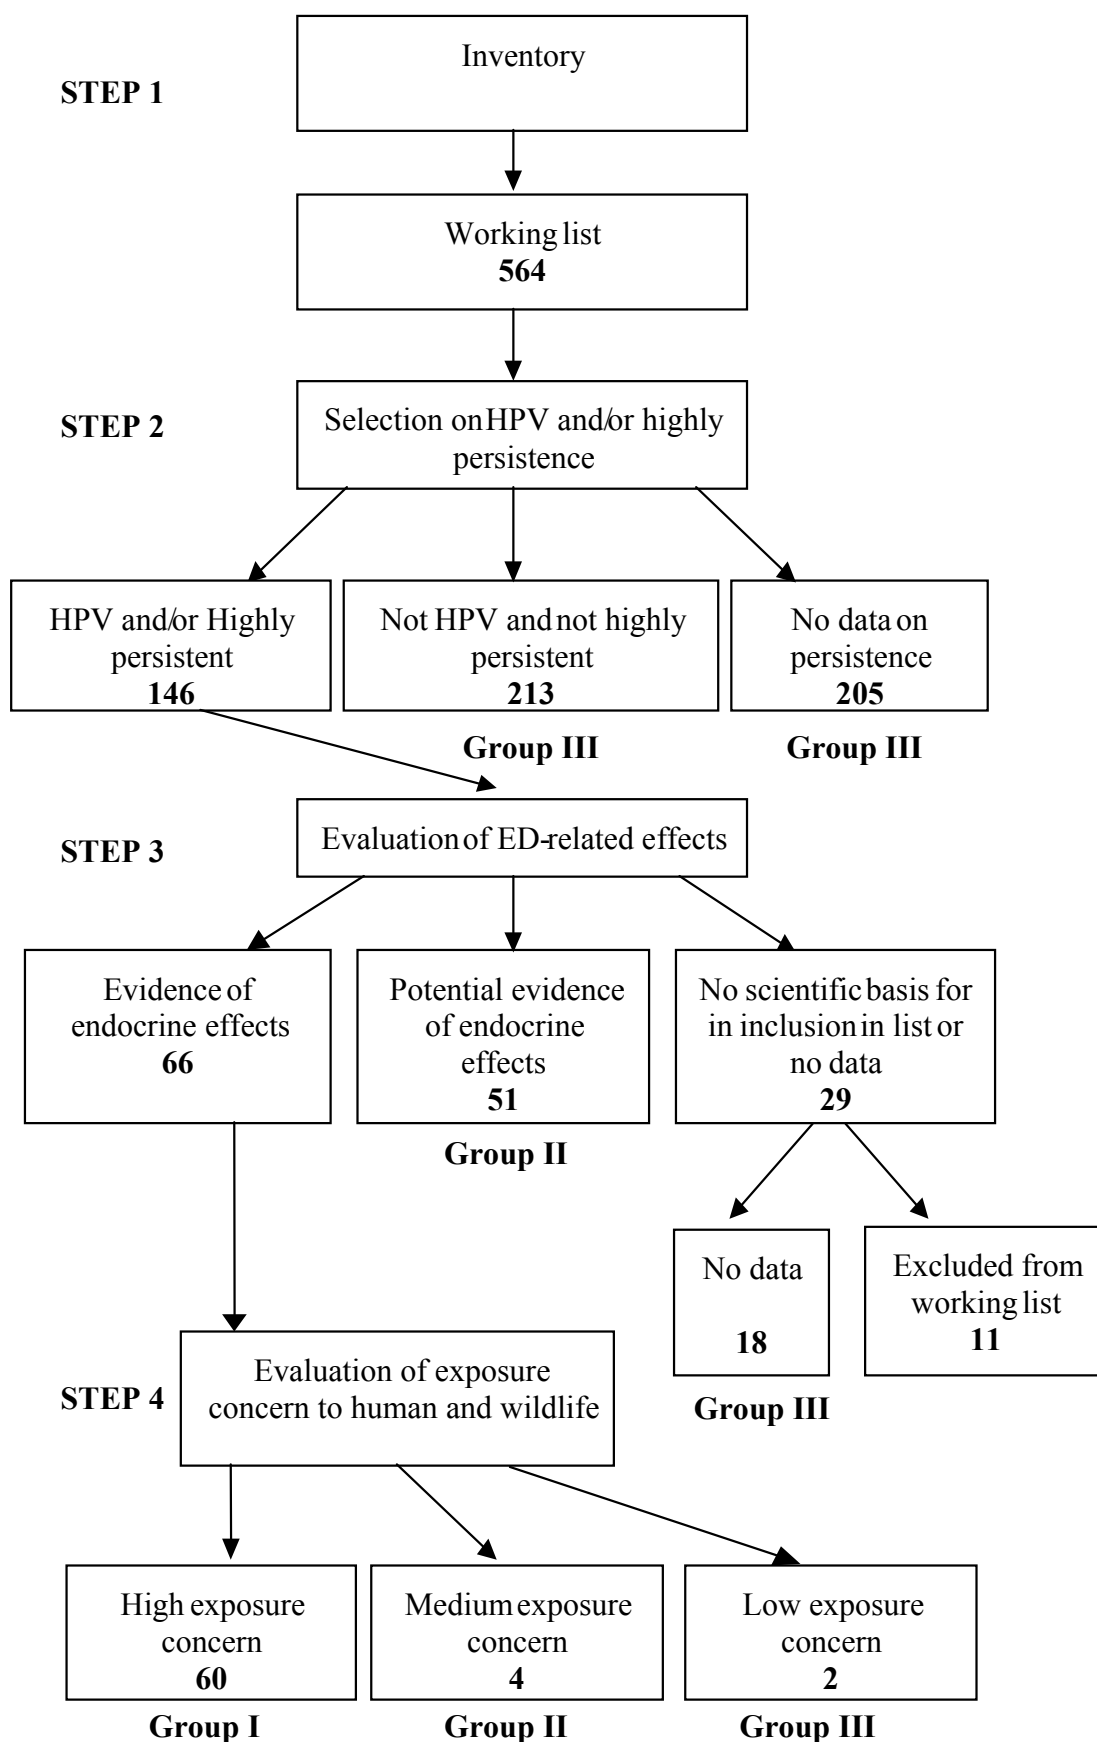 Inventory
STEP 1
Working list
564
STEP 2
Selection on HPV and/or highly
persistence
HPV and/or Highly
persistent
146
Not HPV and not highly
persistent
213
No data on
persistence
205
Group III
Group III
STEP 3
Evaluation of ED-related effects
Evidence of
endocrine effects
66
Potential evidence
of endocrine
effects
51
No scientific basis for
in inclusion in list or
no data
29
Group II
No data
18
Excluded from
working list
11
Group III
STEP 4
Evaluation of exposure
concern to human and wildlife
High exposure
concern
60
Medium exposure
concern
4
Low exposure
concern
2
Group I
Group II
Group III